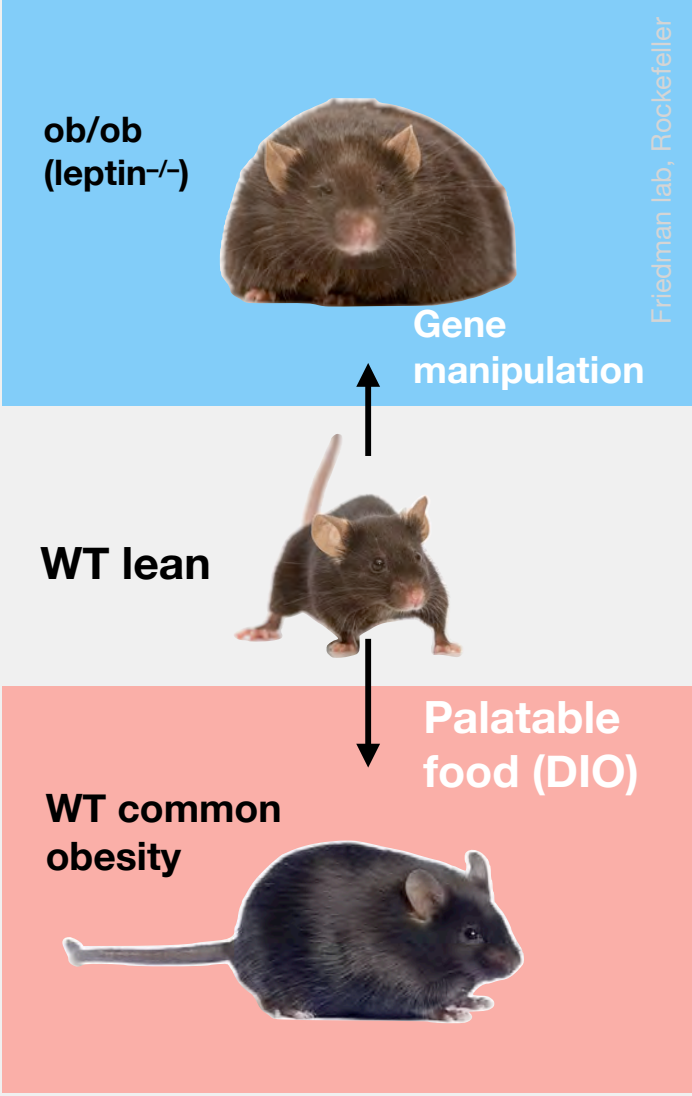 ob/ob
(leptin–/–)
Friedman lab, Rockefeller
Gene
manipulation
WT lean
Palatable
food (DIO)
WT common
obesity